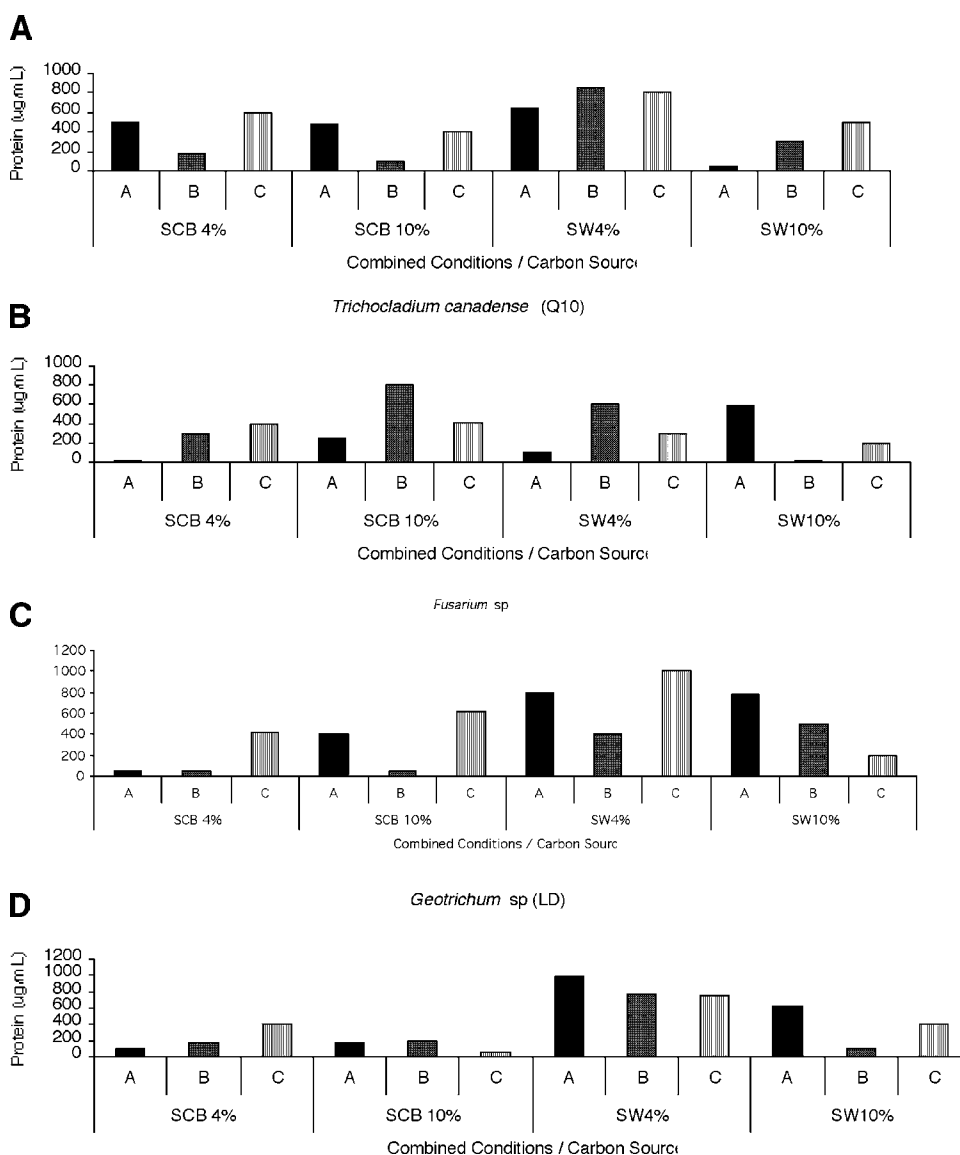 A
Protein (ug/mL)
1000
800
600
400
200
0
A B C A B C A B C A B C
SCB 4% SCB 10% SW4% SW10%
Combined Conditions / Carbon Source
B
Trichocladium canadense (Q10)
Protein (ug/mL)
1000
800
600
400
200
0
A B C A B C A B C A B C
SCB 4% SCB 10% SW4% SW10%
Combined Conditions / Carbon Source
C
Fusarium sp
1200
1000
800
600
400
200
0
A B C A B C A B C A B C
SCB 4% SCB 10% SW4% SW10%
Combined Conditions / Carbon Sourc
D
Geotrichum sp (LD)
Protein (ug/mL)
1200
1000
800
600
400
200
0
A B C A B C A B C A B C
SCB 4% SCB 10% SW4% SW10%
Combined Conditions / Carbon Source